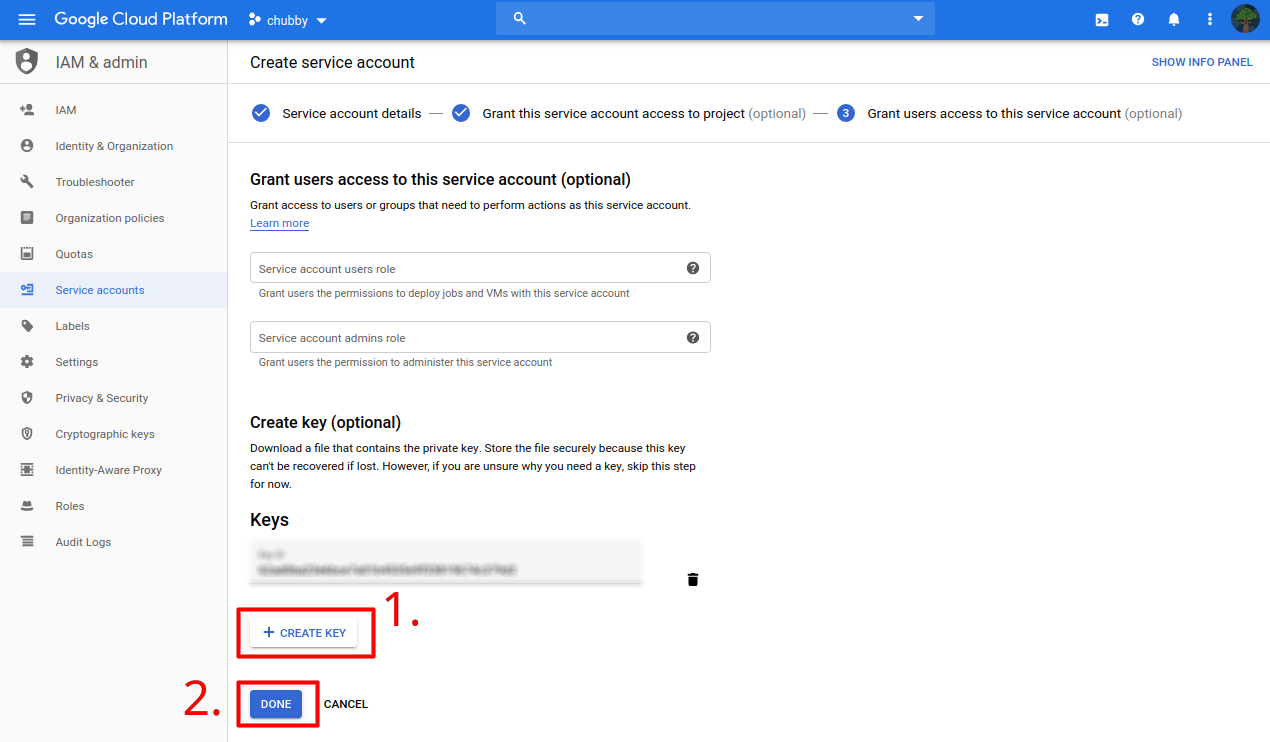 Google Cloud Platform
chubby
IAM & admin
Create service account
SHOW INFO PANEL
Service account details
Grant this service account access to project (optional)
3
Grant users access to this service account (optional)
IAM
Identity & Organization
Troubleshooter
Organization policies
Quotas
Service accounts
Labels
Settings
Privacy & Security
Cryptographic keys
Identity-Aware Proxy
Roles
Audit Logs
Grant users access to this service account (optional)
Grant access to users or groups that need to perform actions as this service account.
Learn more
Service account users role
Grant users the permissions to deploy jobs and VMs with this service account
Service account admins role
Grant users the permission to administer this service account
Create key (optional)
Download a file that contains the private key. Store the file securely because this key
can't be recovered if lost. However, if you are unsure why you need a key, skip this step
for now.
Keys
1.
+ CREATE KEY
2.
DONE
CANCEL